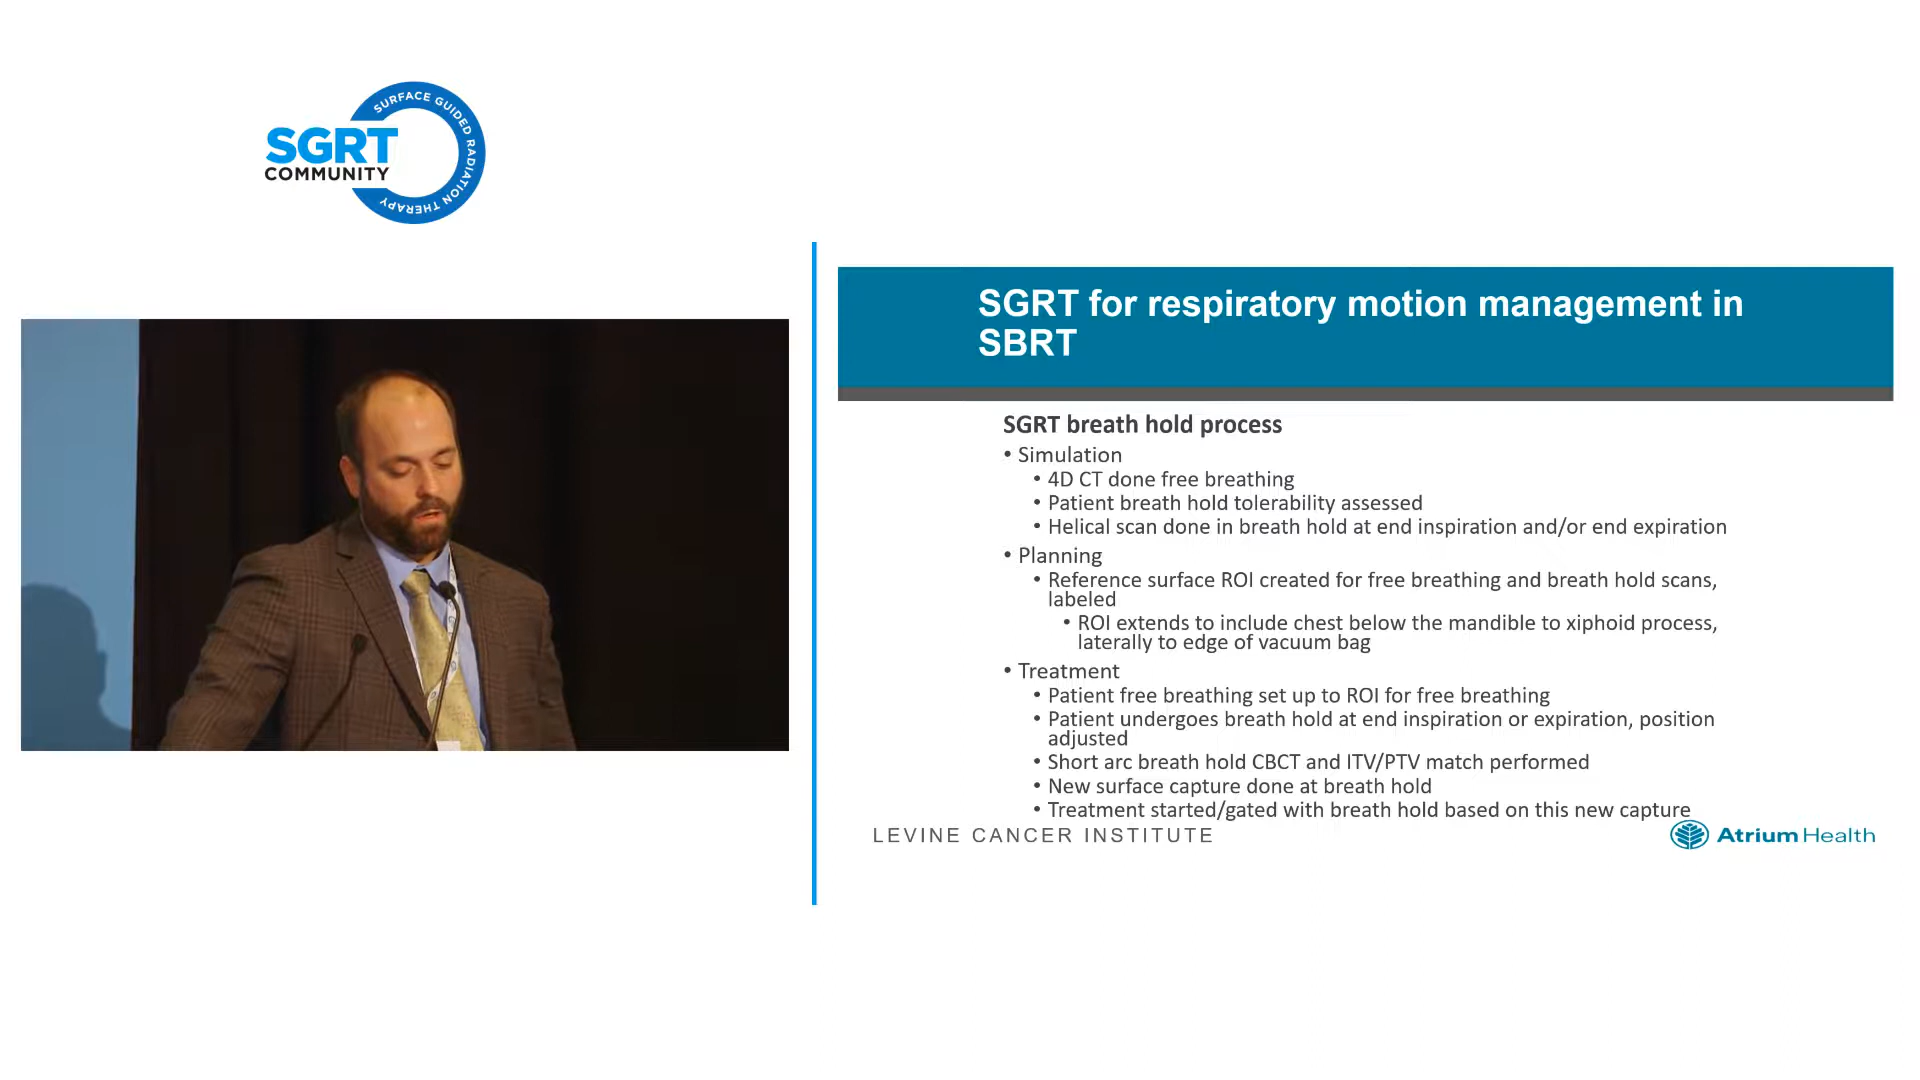 SURFACE GUIDED RADIATION THERAPY
SGRT
COMMUNITY
SGRT for respiratory motion management in
SBRT
SGRT breath hold process
• Simulation
• 4D CT done free breathing
• Patient breath hold tolerability assessed
• Helical scan done in breath hold at end inspiration and/or end expiration
• Planning
• Reference surface ROI created for free breathing and breath hold scans,
labeled
• ROI extends to include chest below the mandible to xiphoid process,
laterally to edge of vacuum bag
• Treatment
• Patient free breathing set up to ROI for free breathing
• Patient undergoes breath hold at end inspiration or expiration, position
adjusted
• Short arc breath hold CBCT and ITV/PTV match performed
• New surface capture done at breath hold
• Treatment started/gated with breath hold based on this new capture
LEVINE CANCER INSTITUTE
Atrium Health